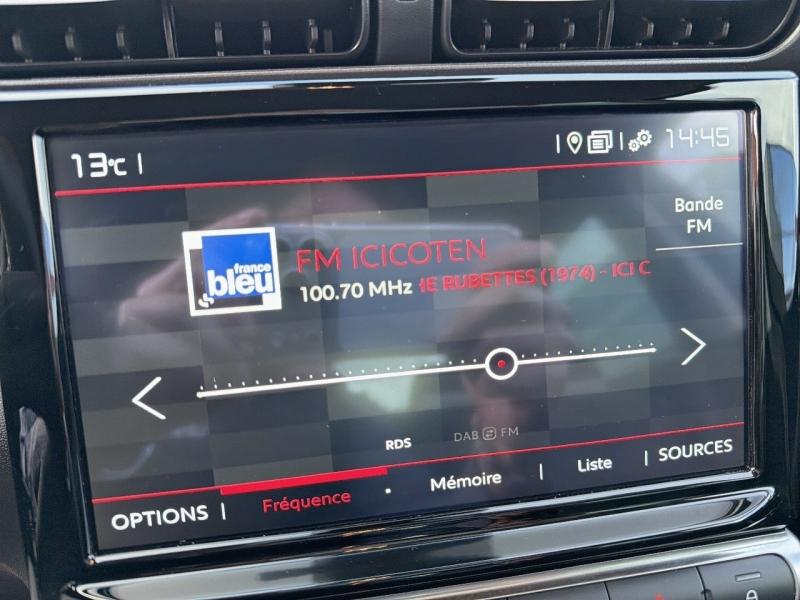 13°C
14:45
Bande
FM
france
bleu
FM ICICOTEN
100.70 MHz RUBETTES (1974) - ICI C
RDS
DAB FM
OPTIONS
Fréquence
Mémoire
Liste
SOURCES